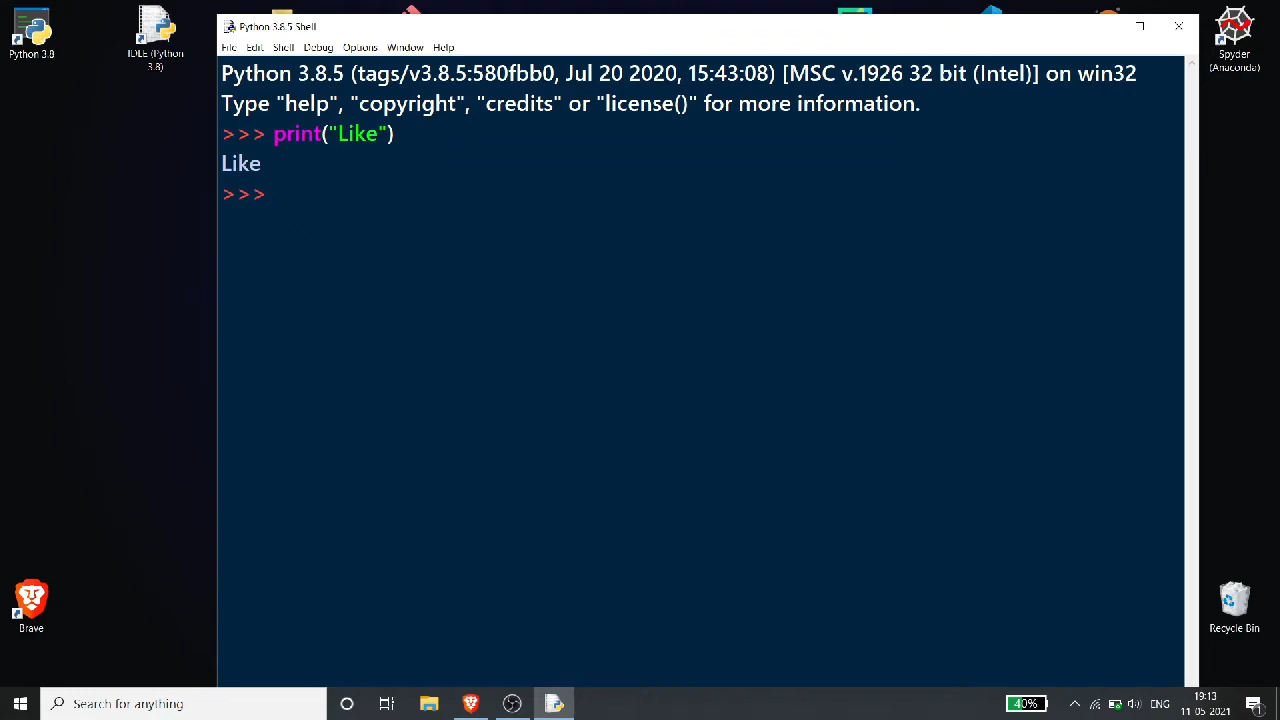 Python 3.8
IDLE (Python
3.8)
Python 3.8.5 Shell
File Edit Shell Debug Options Window Help
Python 3.8.5 (tags/v3.8.5:580fbb0, Jul 20 2020, 15:43:08) [MSC v.1926 32 bit (Intel)] on win32
Type "help", "copyright", "credits" or "license()" for more information.
>>> print("Like")
Like
>>>
Spyder
(Anaconda)
Brave
Recycle Bin
Search for anything
40%
ENG
19:13
11-05-2021
1